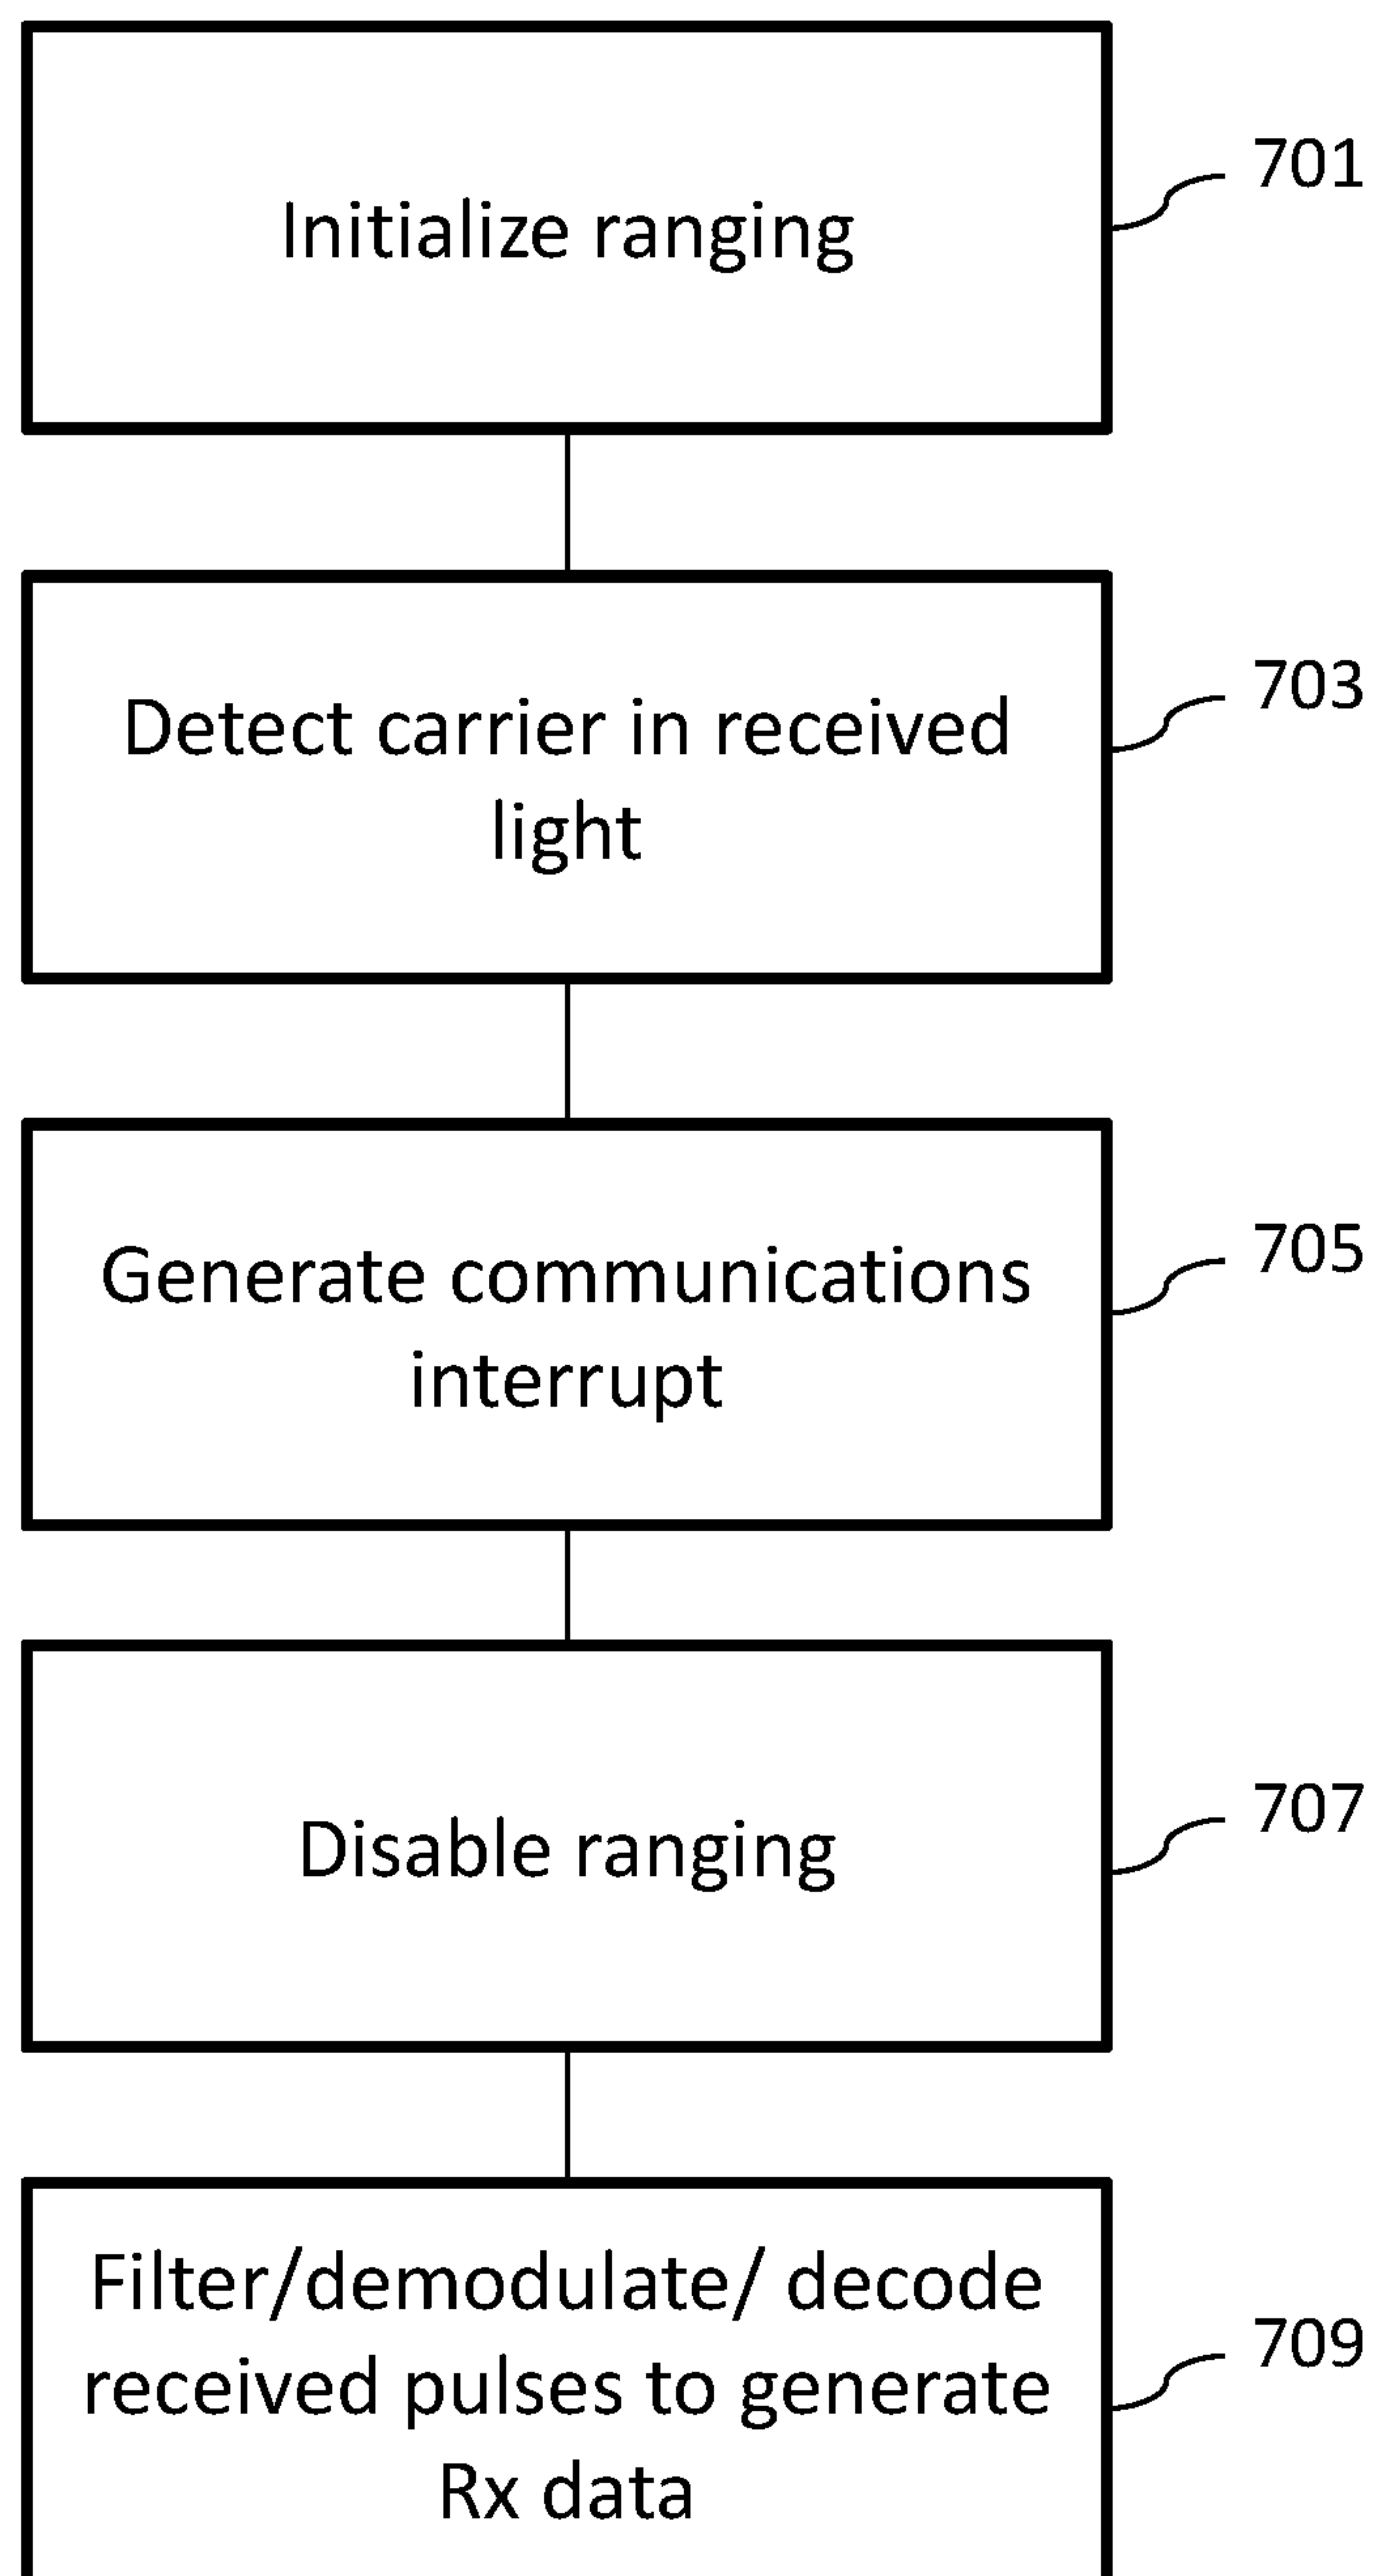 Initialize ranging
701
Detect carrier in received
light
703
Generate communications
interrupt
705
Disable ranging
707
Filter/demodulate/ decode
received pulses to generate
Rx data
709